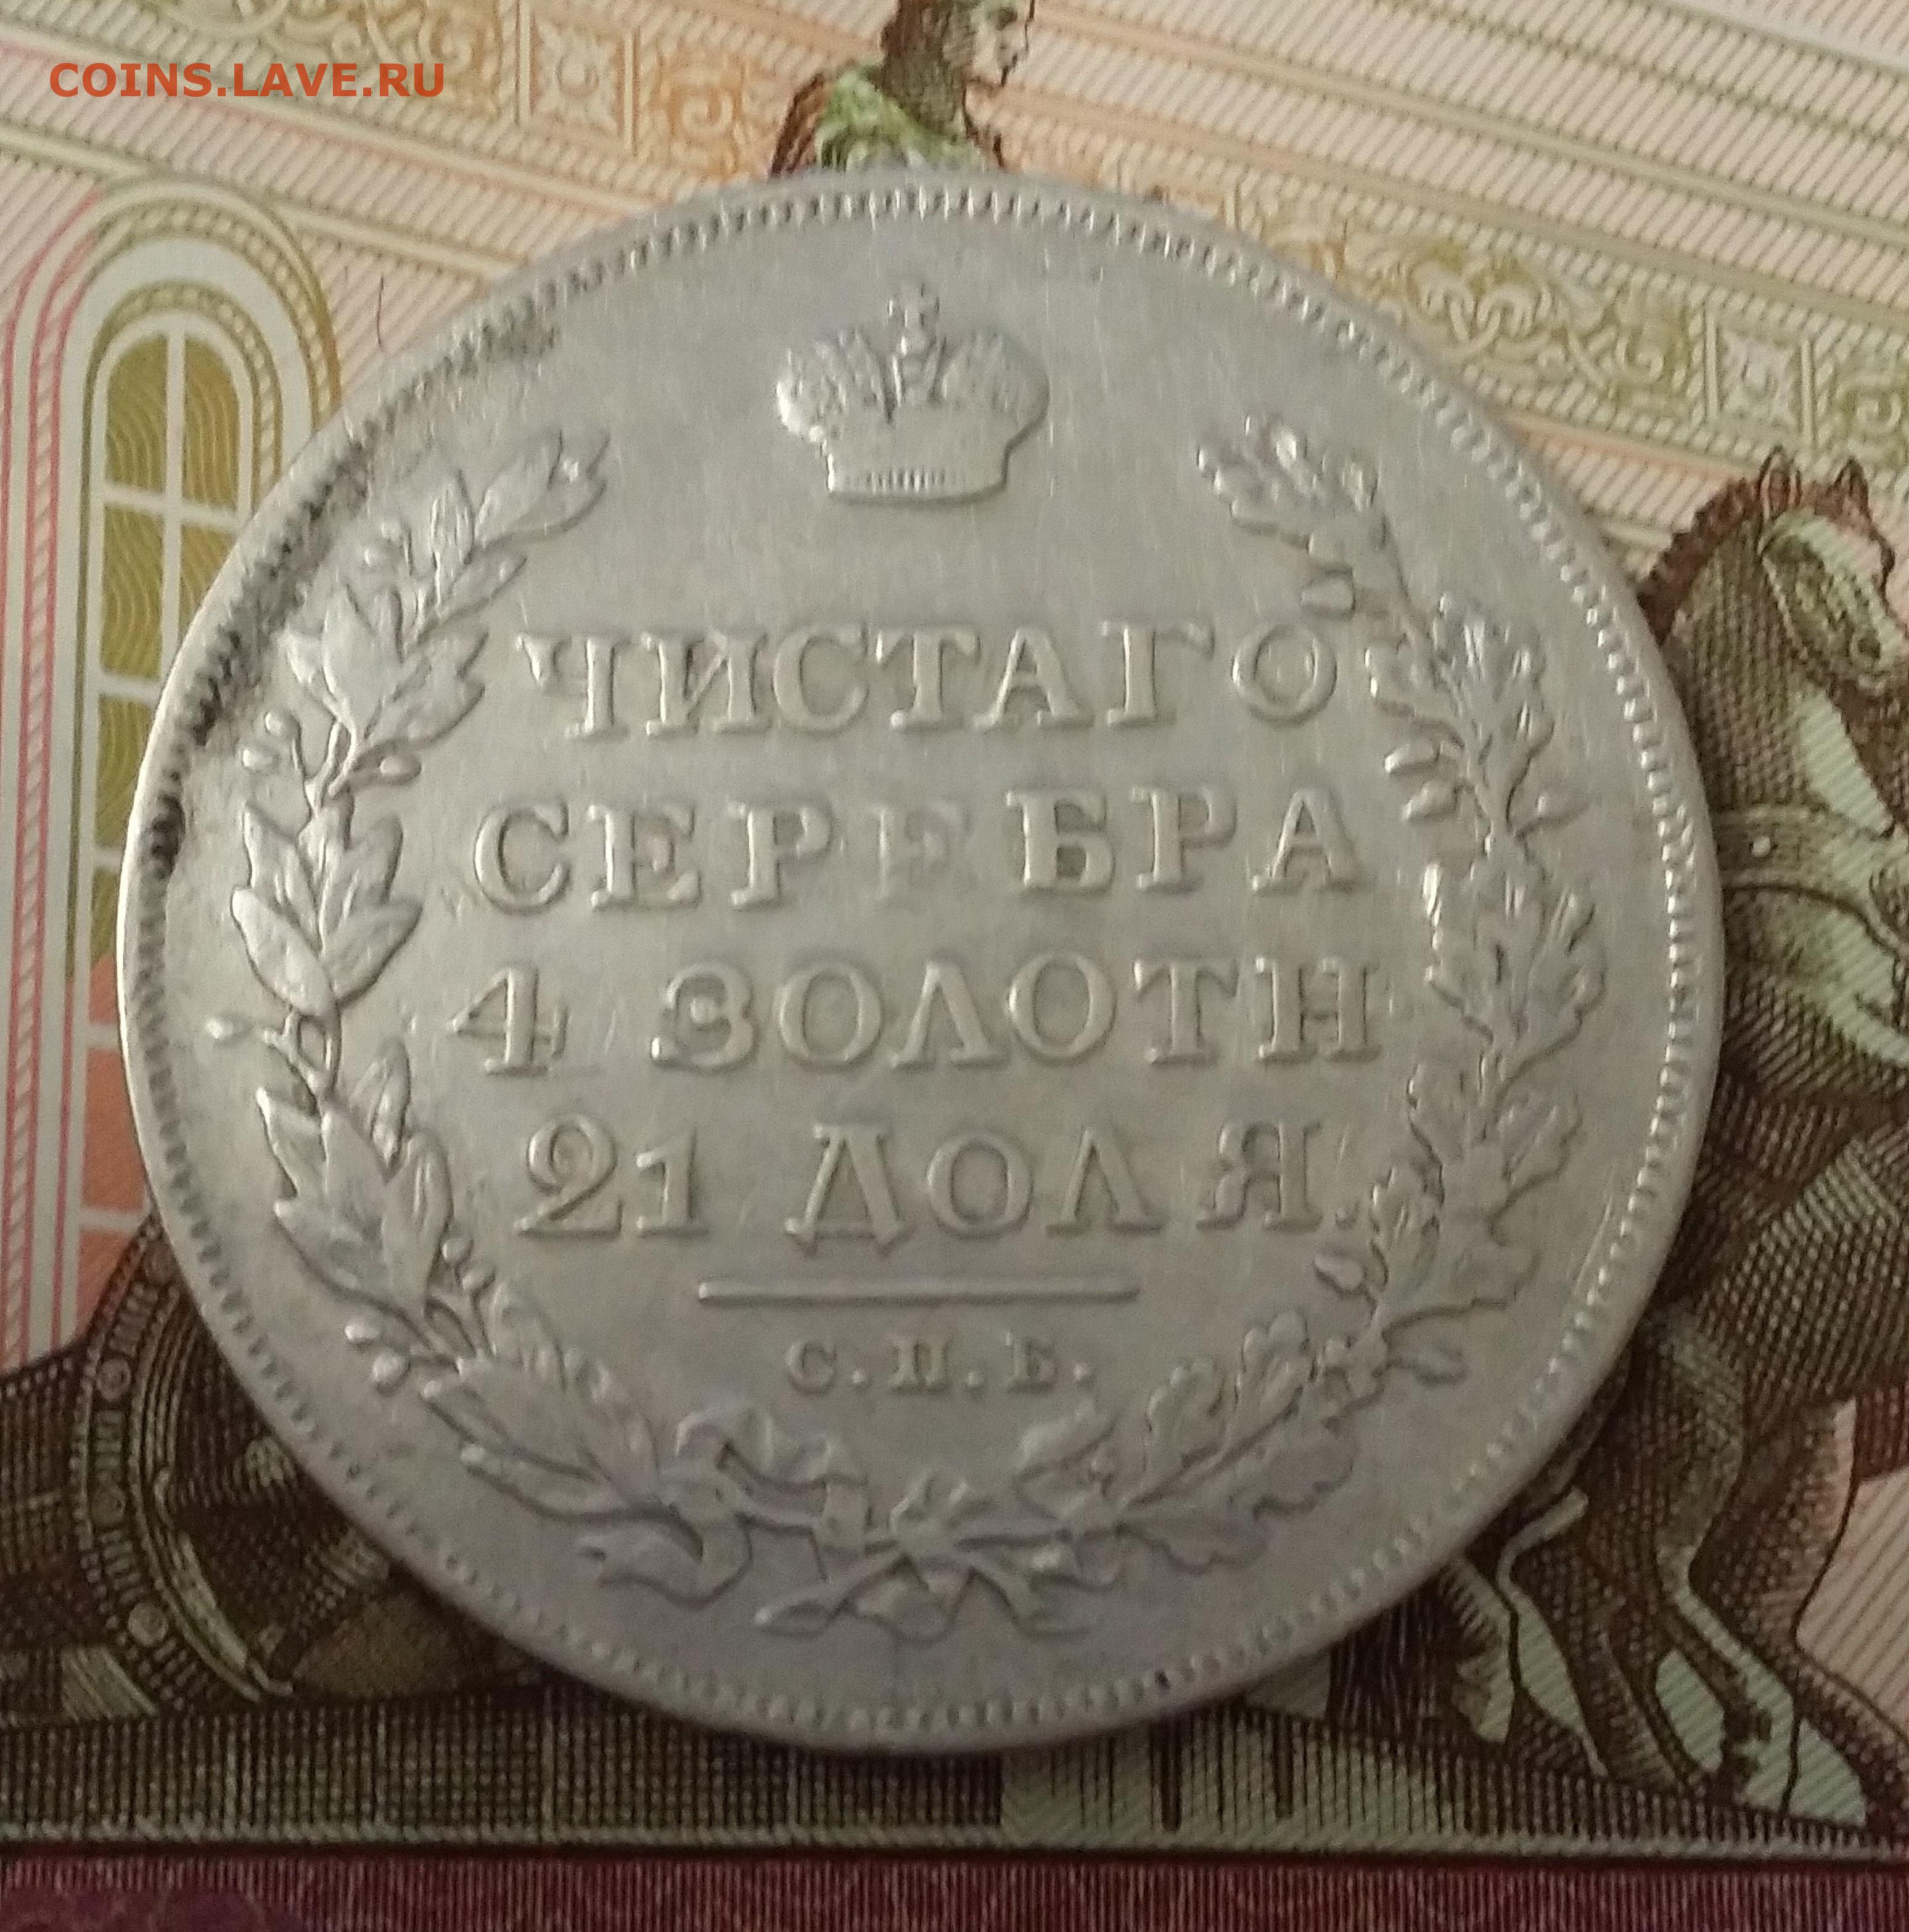 COINS.LAVE.RU
ЧИСТАГО
СЕРЕБРА
4 ЗОЛОТН
21 ДОЛЯ.
С.П.Б.